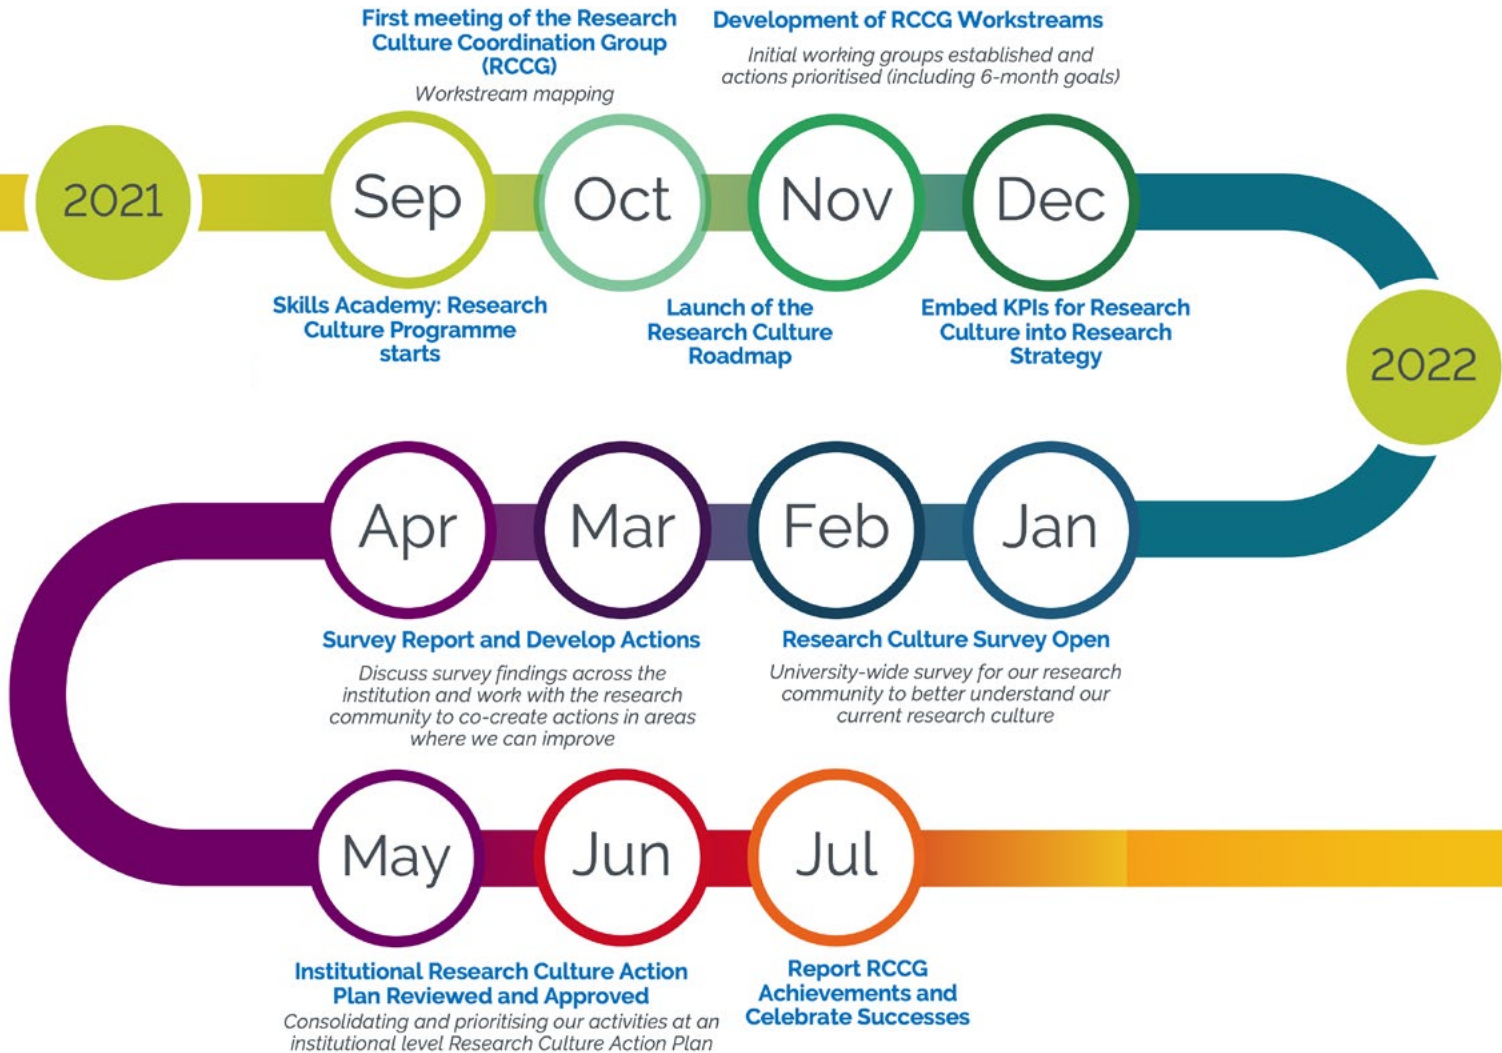 First meeting of the Research
Culture Coordination Group
(RCCG)
Workstream mapping
Development of RCCG Workstreams
Initial working groups established and
actions prioritised (including 6-month goals)
2021
Sep
Oct
Nov
Dec
Skills Academy: Research
Culture Programme
starts
Launch of the
Research Culture
Roadmap
Embed KPIs for Research
Culture into Research
Strategy
2022
Apr
Mar
Feb
Jan
Survey Report and Develop Actions
Discuss survey findings across the
institution and work with the research
community to co-create actions in areas
where we can improve
Research Culture Survey Open
University-wide survey for our research
community to better understand our
current research culture
May
Jun
Jul
Institutional Research Culture Action
Plan Reviewed and Approved
Consolidating and prioritising our activities at an
institutional level Research Culture Action Plan
Report RCCG
Achievements and
Celebrate Successes